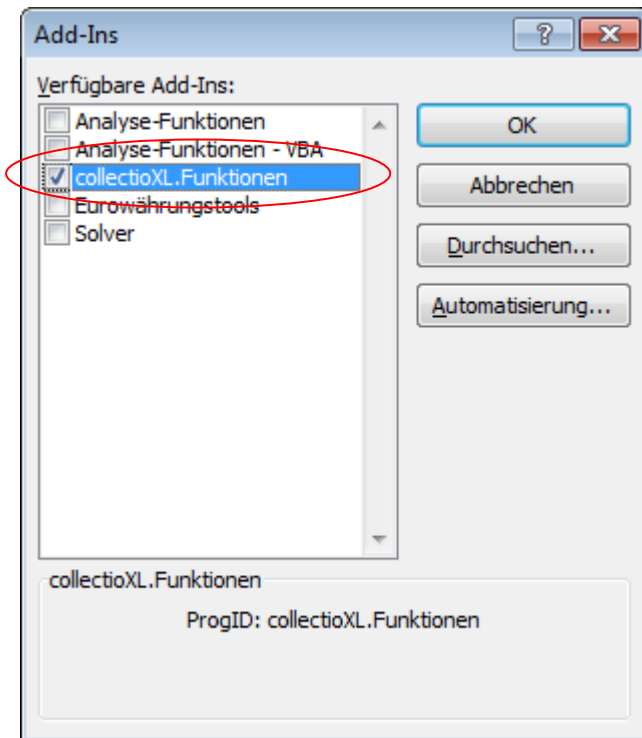 Add-Ins
Verfügbare Add-Ins:
Analyse-Funktionen
Analyse-Funktionen - VBA
collectioXL.Funktionen
Eurowährungstools
Solver
OK
Abbrechen
Durchsuchen...
Automatisierung...
collectioXL.Funktionen
ProgID: collectioXL.Funktionen